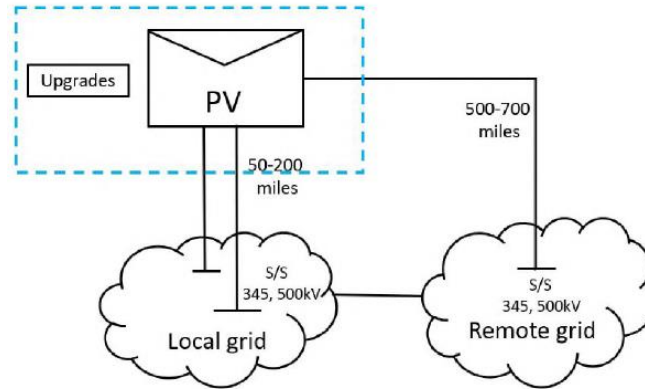 Upgrades
PV
500-700
miles
50-200
miles
S/S
345, 500kV
Local grid
S/S
345, 500kV
Remote grid